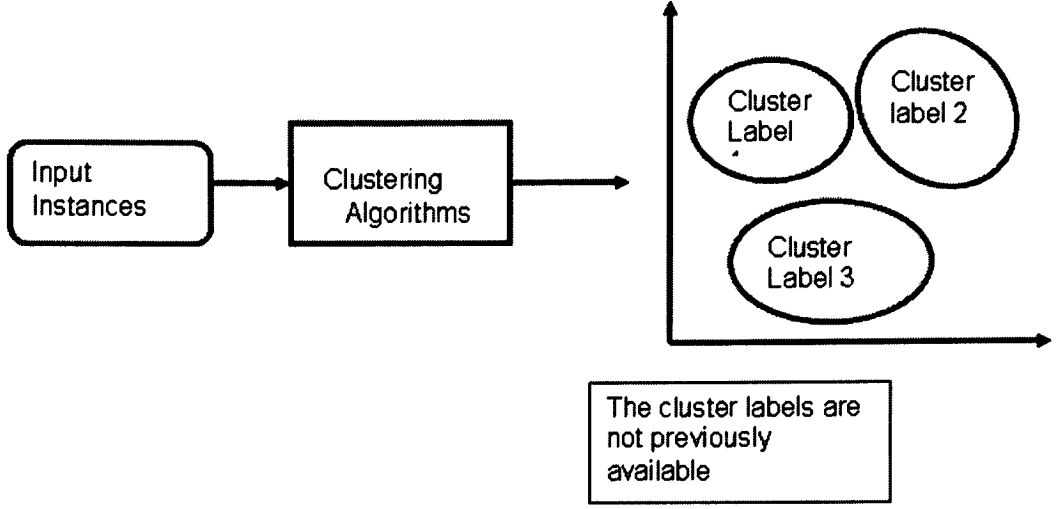 Input
Instances
Clustering
Algorithms
Cluster
Label
Cluster
label 2
Cluster
Label 3
The cluster labels are
not previously
available